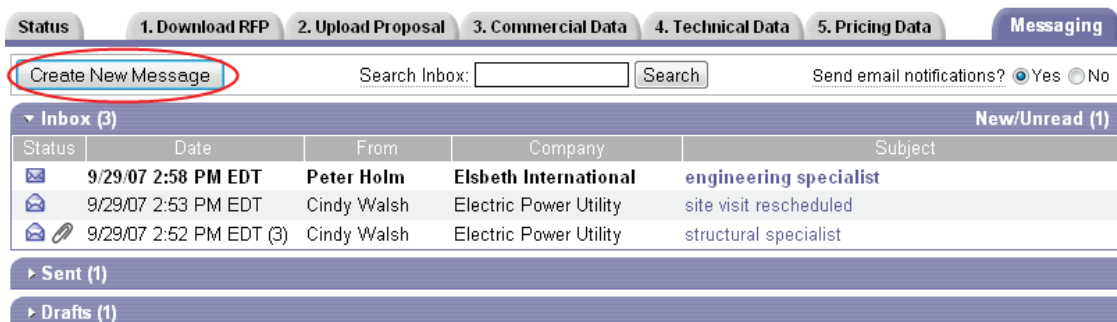 Status 1. Download RFP 2. Upload Proposal 3. Commercial Data 4. Technical Data 5. Pricing Data Messaging
Create New Message Search Inbox: Search Send email notifications? Yes No
Inbox (3) New/Unread (1)
Status Date From Company Subject
9/29/07 2:58 PM EDT Peter Holm Elsbeth International engineering specialist
9/29/07 2:53 PM EDT Cindy Walsh Electric Power Utility site visit rescheduled
9/29/07 2:52 PM EDT (3) Cindy Walsh Electric Power Utility structural specialist
Sent (1)
Drafts (1)